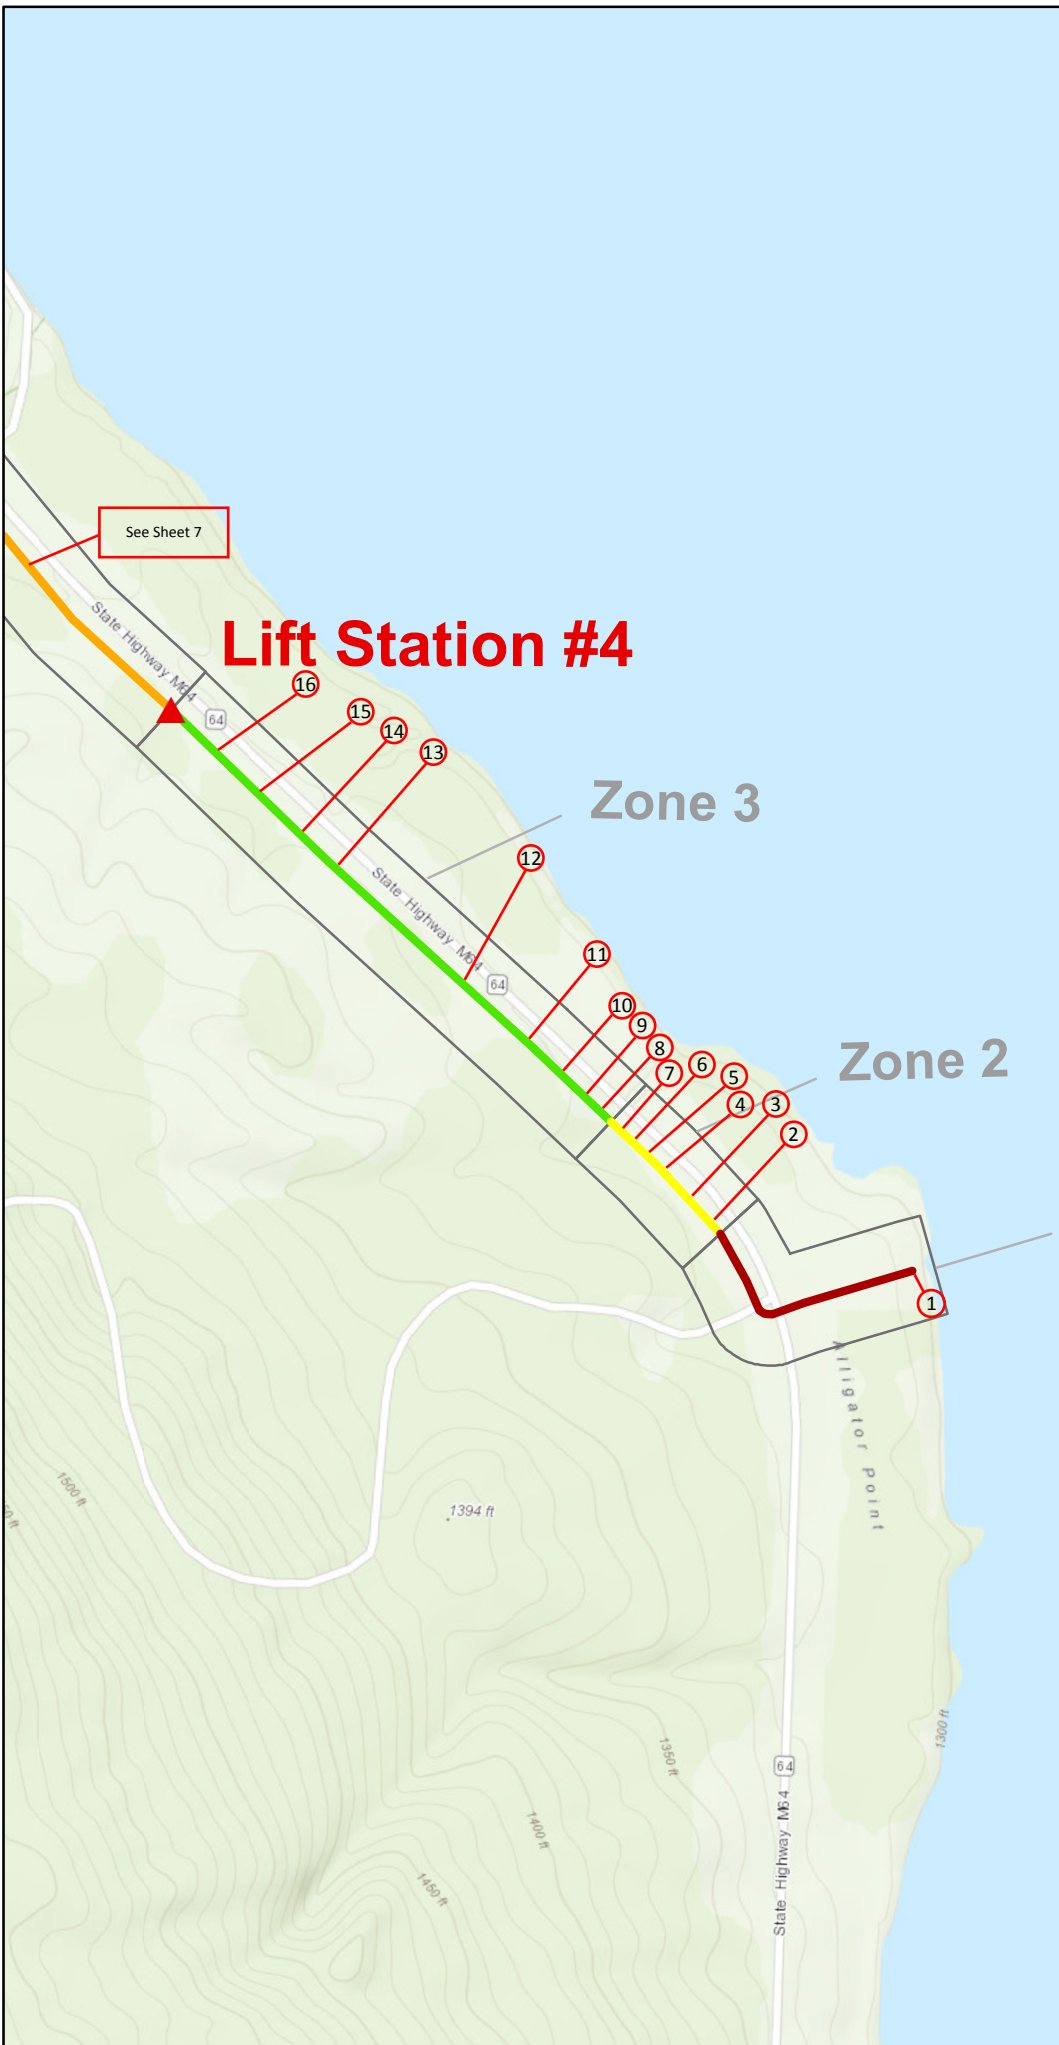 See Sheet 7
State Highway M64
Lift Station #4
64
16
15
14
13
Zone 3
12
State Highway M64
64
11
10
9
8
7
6
5
4
3
2
Zone 2
1
Alligator Point
1500 ft
1394 ft
1300 ft
1350 ft
64
State Highway M64
1400 ft
1450 ft